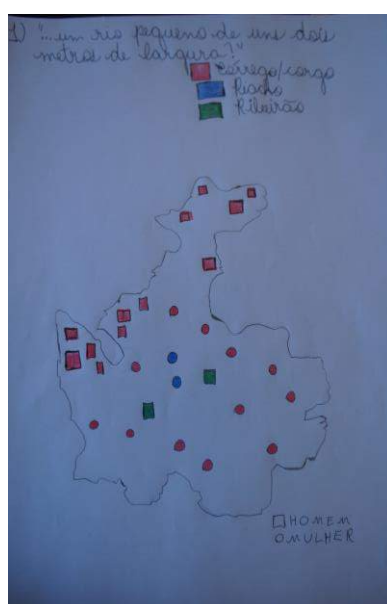 1) "...um rio pequeno de uns dois
metros de largura?"
Córrego/corgo
Riacho
Ribeirão
HOMEM
MULHER